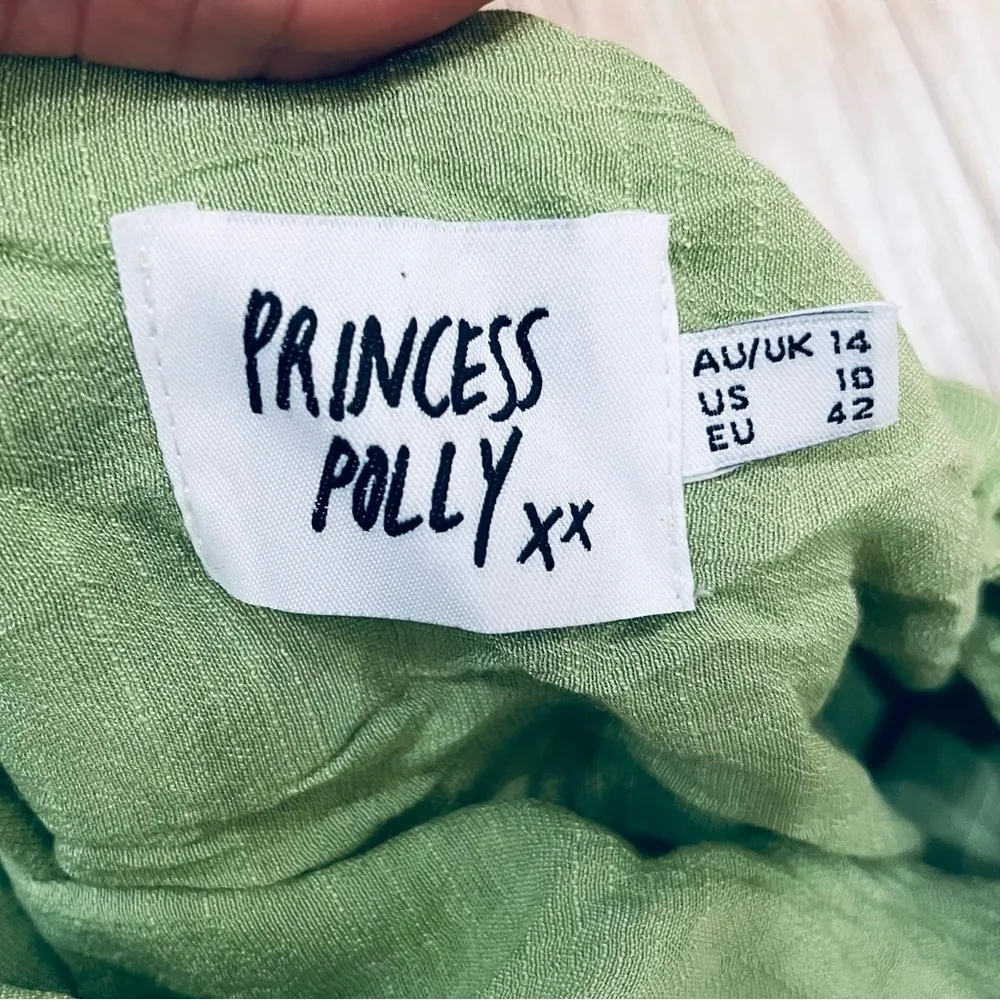 PRINCESS
POLLY xx
AU/UK 14
US 10
EU 42